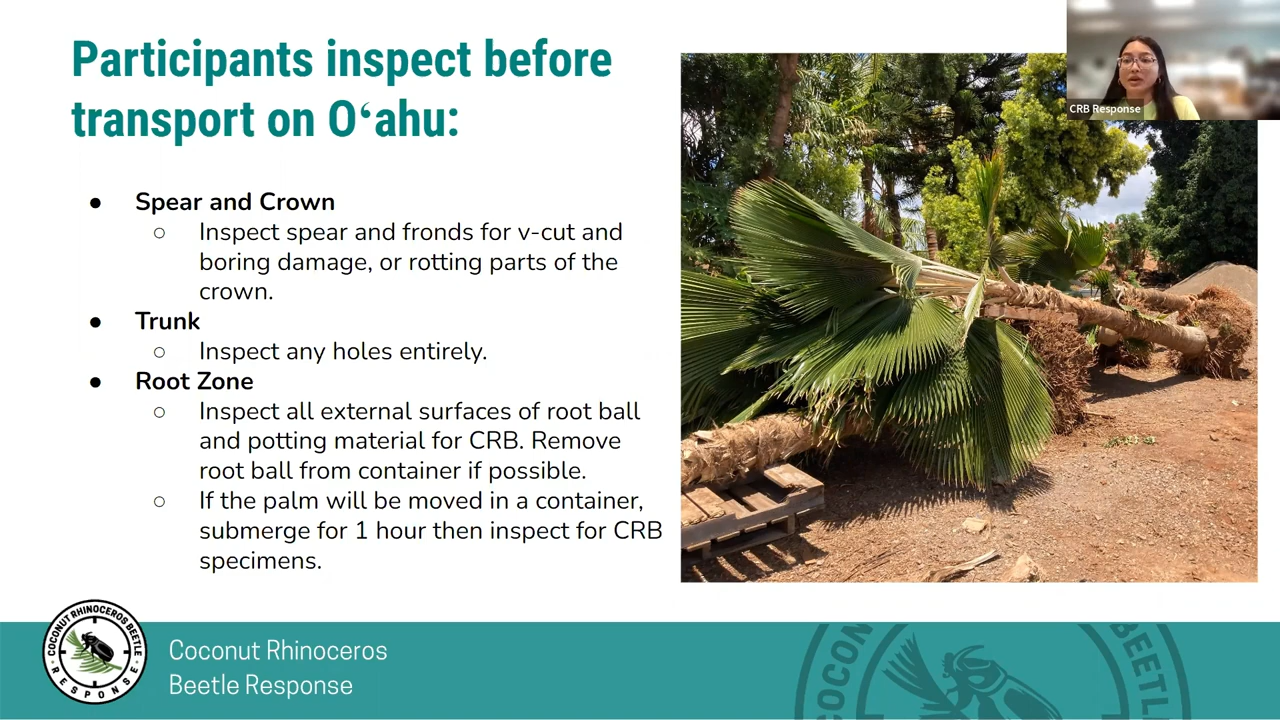 Participants inspect before
transport on Oʻahu:
CRB Response
● Spear and Crown
○ Inspect spear and fronds for v-cut and
boring damage, or rotting parts of the
crown.
● Trunk
○ Inspect any holes entirely.
● Root Zone
○ Inspect all external surfaces of root ball
and potting material for CRB. Remove
root ball from container if possible.
○ If the palm will be moved in a container,
submerge for 1 hour then inspect for CRB
specimens.
COCONUT RHINOCEROS BEETLE
RESPONSE
Coconut Rhinoceros
Beetle Response
COCON
BEETLE